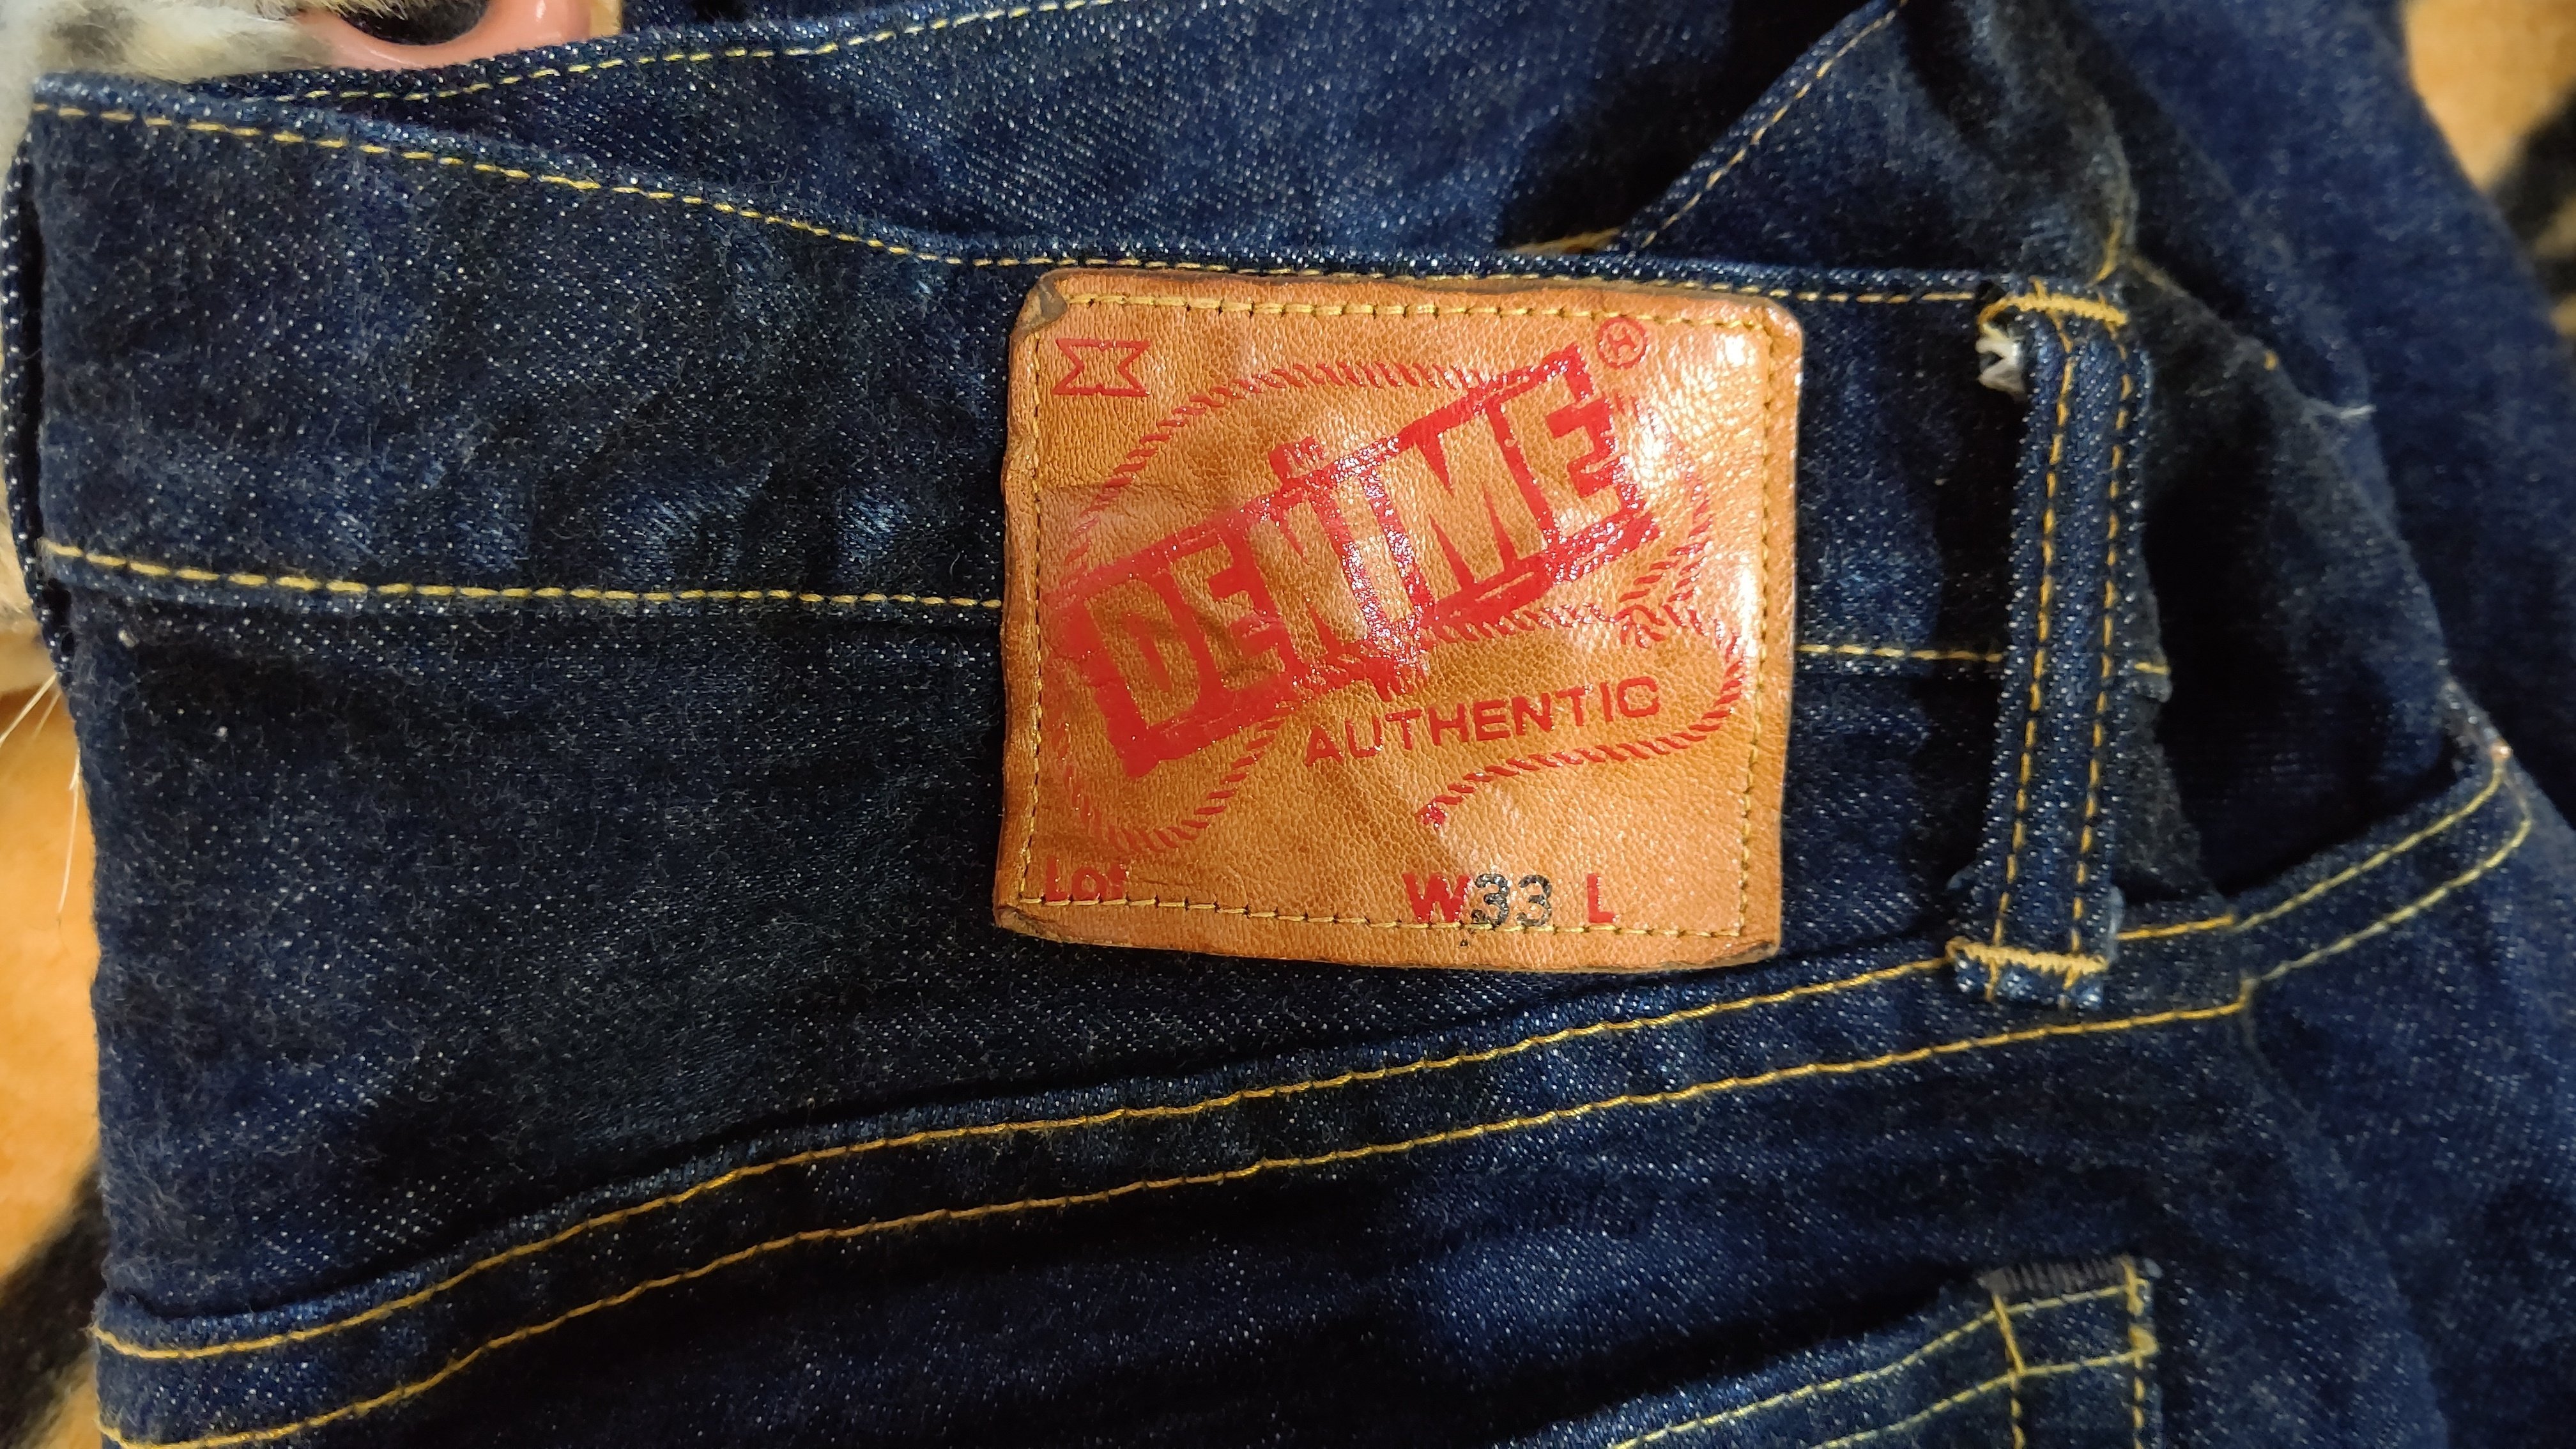 ®
DENIME
AUTHENTIC
Lot W33 L